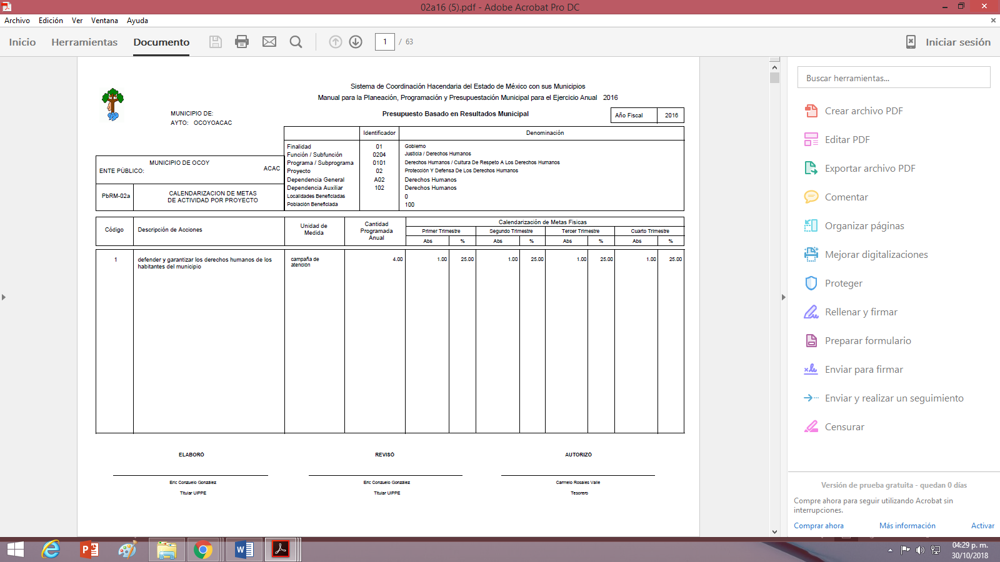 02a16 (5).pdf - Adobe Acrobat Pro DC
Archivo Edición Ver Ventana Ayuda
Inicio Herramientas Documento 1 / 63 Iniciar sesión
Sistema de Coordinación Hacendaria del Estado de México con sus Municipios
Manual para la Planeación, Programación y Presupuestación Municipal para el Ejercicio Anual 2016
Presupuesto Basado en Resultados Municipal
Año Fiscal 2016
MUNICIPIO DE:
AYTO: OCOYOACAC
Identificador Denominación
Finalidad 01 Gobierno
Función / Subfunción 0204 Justicia / Derechos Humanos
Programa / Subprograma 0101 Derechos Humanos / Cultura De Respeto A Los Derechos Humanos
Proyecto 02 Protección Y Defensa De Los Derechos Humanos
Dependencia General A02 Derechos Humanos
Dependencia Auxiliar 102 Derechos Humanos
Localidades Beneficiadas 0
Población Beneficiada 100
MUNICIPIO DE OCOY
ACAC
ENTE PÚBLICO:
PbRM-02a
CALENDARIZACION DE METAS
DE ACTIVIDAD POR PROYECTO
Código Descripción de Acciones
Unidad de
Medida
Cantidad
Programada
Anual
Calendarización de Metas Físicas
Primer Trimestre Segundo Trimestre Tercer Trimestre Cuarto Trimestre
Abs % Abs % Abs % Abs %
1 defender y garantizar los derechos humanos de los
habitantes del municipio
campaña de
atención
4.00 1.00 25.00 1.00 25.00 1.00 25.00 1.00 25.00
ELABORÓ REVISÓ AUTORIZÓ
Eric Conzuelo González Eric Conzuelo González Carmelo Rosales Valle
Titular UIPPE Titular UIPPE Tesorero
Buscar herramientas...
Crear archivo PDF
Editar PDF
Exportar archivo PDF
Comentar
Organizar páginas
Mejorar digitalizaciones
Proteger
Rellenar y firmar
Preparar formulario
Enviar para firmar
Enviar y realizar un seguimiento
Censurar
Versión de prueba gratuita - quedan 0 días
Compre ahora para seguir utilizando Acrobat sin
interrupciones.
Comprar ahora Más información Activar
04:29 p. m.
30/10/2018